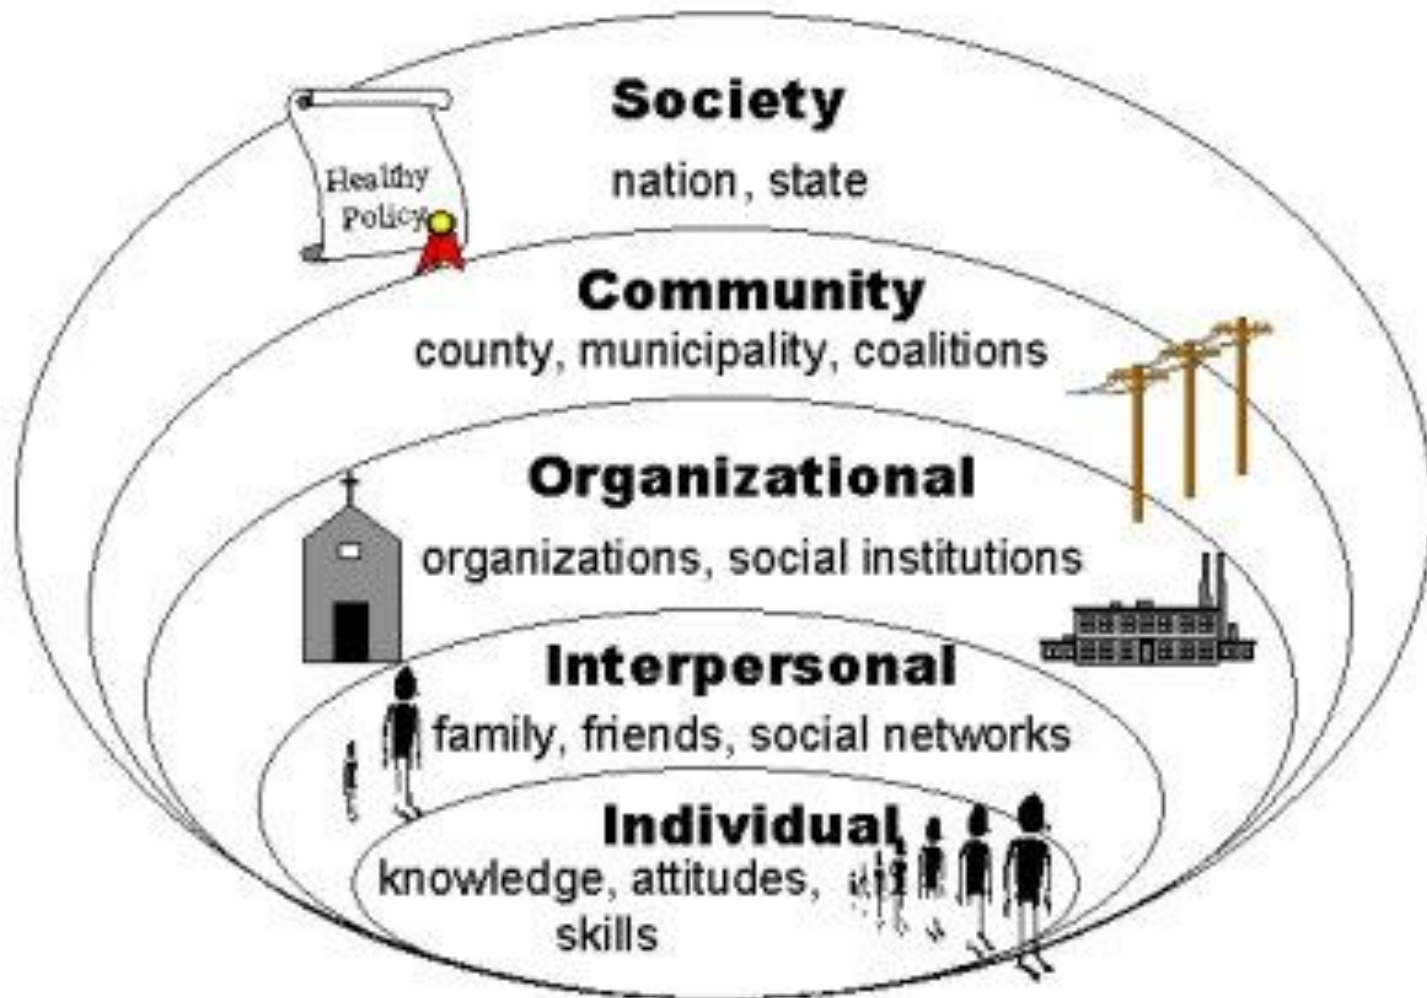 Society
Healthy
Policy
nation, state
Community
county, municipality, coalitions
Organizational
organizations, social institutions
Interpersonal
family, friends, social networks
Individual
knowledge, attitudes,
skills